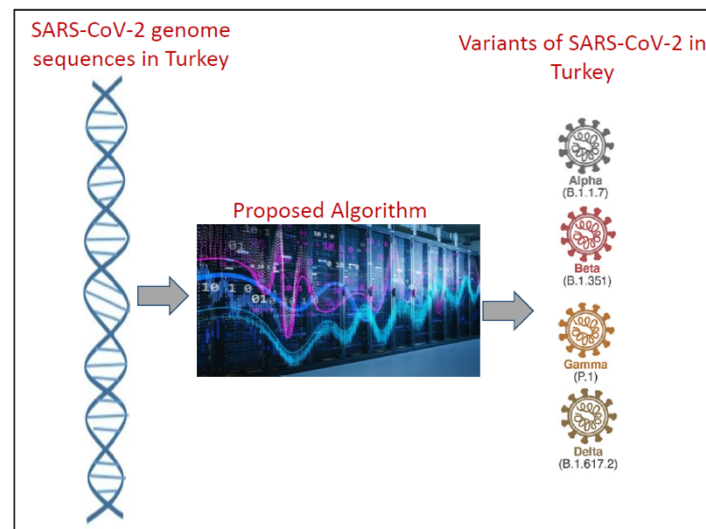 SARS-CoV-2 genome
sequences in Turkey
Variants of SARS-CoV-2 in
Turkey
Proposed Algorithm
Alpha
(B.1.1.7)
Beta
(B.1.351)
Gamma
(P.1)
Delta
(B.1.617.2)